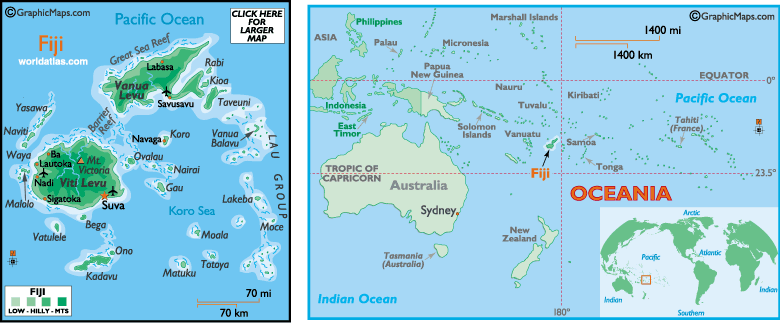 ©GraphicMaps.com
Pacific Ocean
CLICK HERE
FOR
LARGER
MAP
Fiji
worldatlas.com
Great Sea Reef
Labasa
Rabi
Kioa
Vanua
Levu
Savusavu
Taveuni
Yasawa
Barrier
Reef
Naviti
Navaga
Koro
Vanua
Balavu
LAU GROUP
Waya
Ba
Lautoka
Mt.
Victoria
Ovalau
Nairai
Nadi
Viti Levu
Gau
Malolo
Sigatoka
Suva
Lakeba
Koro Sea
Bega
Moce
Vatulele
Moala
Ono
Kadavu
Matuku
Totoya
FIJI
LOW - HILLY - MTS
70 mi
70 km
©GraphicMaps.com
Philippines
Marshall Islands
1400 mi
1400 km
ASIA
Palau
Micronesia
Papua
New Guinea
EQUATOR
0°
Nauru
Kiribati
Pacific Ocean
Indonesia
Tuvalu
East
Timor
Solomon
Islands
Vanuatu
Samoa
Tahiti
(France)
Fiji
Tonga
TROPIC OF
CAPRICORN
23.5°
Australia
OCEANIA
Sydney
New
Zealand
Tasmania
(Australia)
Indian Ocean
180°
Arctic
Pacific
Atlantic
Indian
Indian
Southern